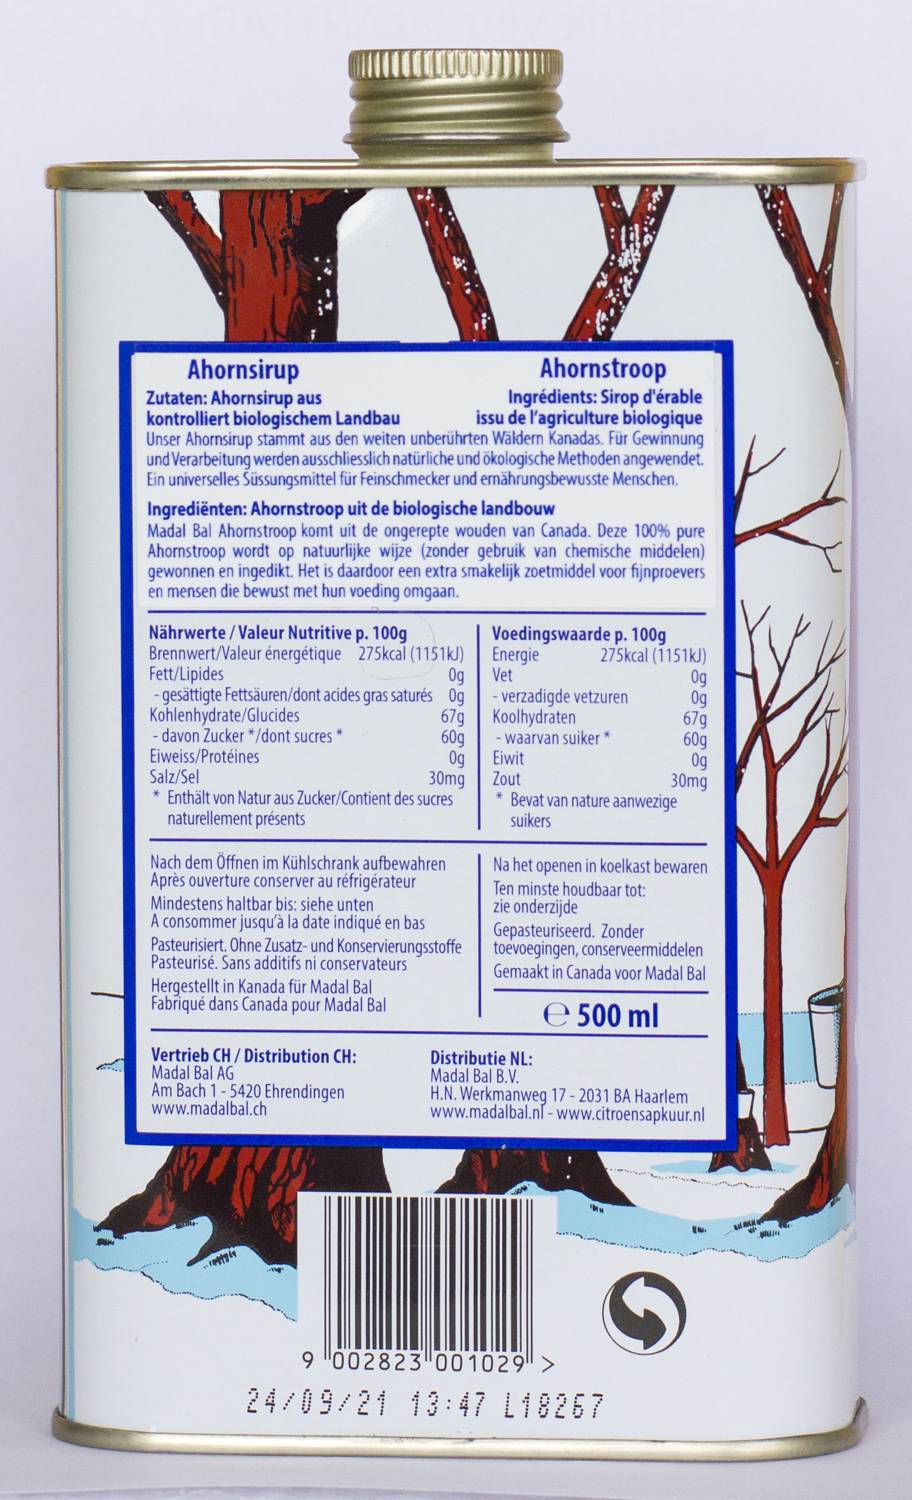 Ahornsirup Ahornstroop
Zutaten: Ahornsirup aus Ingrédients: Sirop d'érable
kontrolliert biologischem Landbau issu de l'agriculture biologique
Unser Ahornsirup stammt aus den weiten unberührten Wäldern Kanadas. Für Gewinnung
und Verarbeitung werden ausschliesslich natürliche und ökologische Methoden angewendet.
Ein universelles Süssungsmittel für Feinschmecker und ernährungsbewusste Menschen.
Ingrediënten: Ahornstroop uit de biologische landbouw
Madal Bal Ahornstroop komt uit de ongerepte wouden van Canada. Deze 100% pure
Ahornstroop wordt op natuurlijke wijze (zonder gebruik van chemische middelen)
gewonnen en ingedikt. Het is daardoor een extra smakelijk zoetmiddel voor fijnproevers
en mensen die bewust met hun voeding omgaan.
Nährwerte / Valeur Nutritive p. 100g
Brennwert/Valeur énergétique 275kcal (1151kJ)
Fett/Lipides 0g
- gesättigte Fettsäuren/dont acides gras saturés 0g
Kohlenhydrate/Glucides 67g
- davon Zucker */dont sucres * 60g
Eiweiss/Protéines 0g
Salz/Sel 30mg
* Enthält von Natur aus Zucker/Contient des sucres
naturellement présents
Voedingswaarde p. 100g
Energie 275kcal (1151kJ)
Vet 0g
- verzadigde vetzuren 0g
Koolhydraten 67g
- waarvan suiker * 60g
Eiwit 0g
Zout 30mg
* Bevat van nature aanwezige
suikers
Nach dem Öffnen im Kühlschrank aufbewahren
Après ouverture conserver au réfrigérateur
Mindestens haltbar bis: siehe unten
A consommer jusqu'à la date indiqué en bas
Pasteurisiert. Ohne Zusatz- und Konservierungsstoffe
Pasteurisé. Sans additifs ni conservateurs
Hergestellt in Kanada für Madal Bal
Fabriqué dans Canada pour Madal Bal
Na het openen in koelkast bewaren
Ten minste houdbaar tot:
zie onderzijde
Gepasteuriseerd. Zonder
toevoegingen, conserveermiddelen
Gemaakt in Canada voor Madal Bal
℮ 500 ml
Vertrieb CH / Distribution CH:
Madal Bal AG
Am Bach 1 - 5420 Ehrendingen
www.madalbal.ch
Distributie NL:
Madal Bal B.V.
H.N. Werkmanweg 17 - 2031 BA Haarlem
www.madalbal.nl - www.citroensapkuur.nl
9 002823 001029 >
24/09/21 13:47 L18267